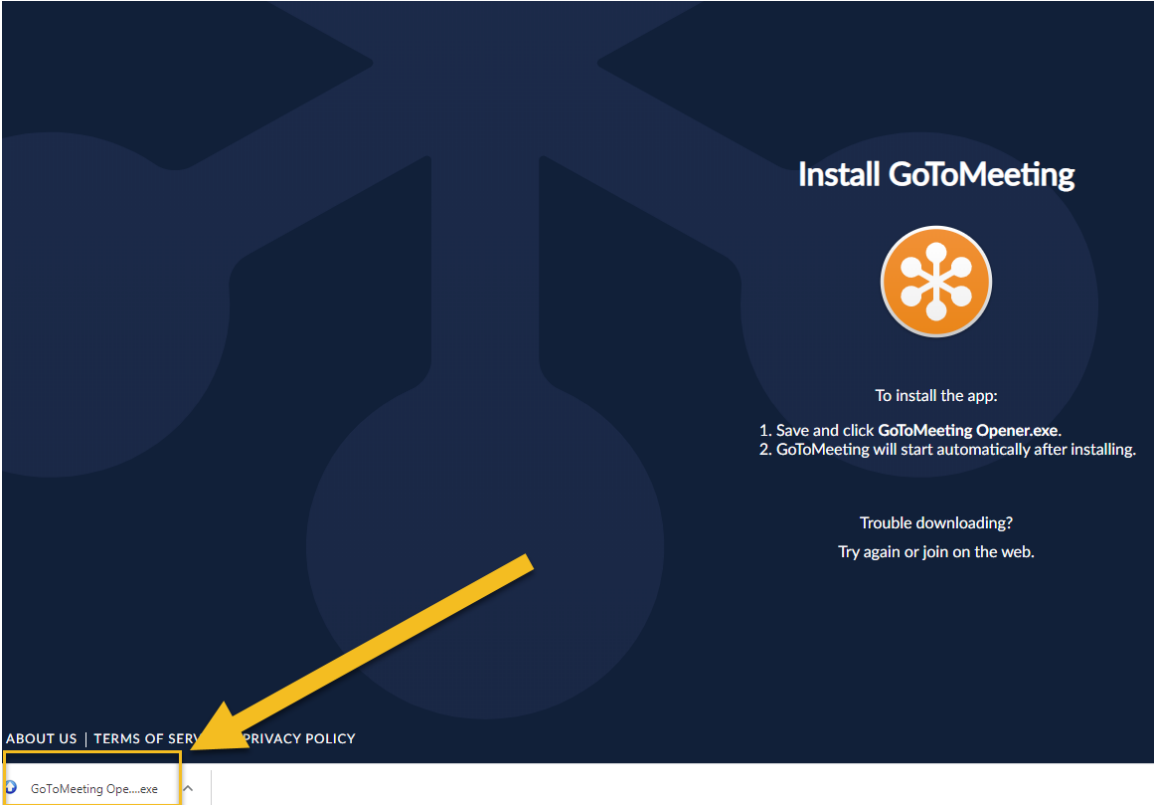 Install GoToMeeting
To install the app:
1. Save and click GoToMeeting Opener.exe.
2. GoToMeeting will start automatically after installing.
Trouble downloading?
Try again or join on the web.
ABOUT US | TERMS OF SERV PRIVACY POLICY
GoToMeeting Ope....exe